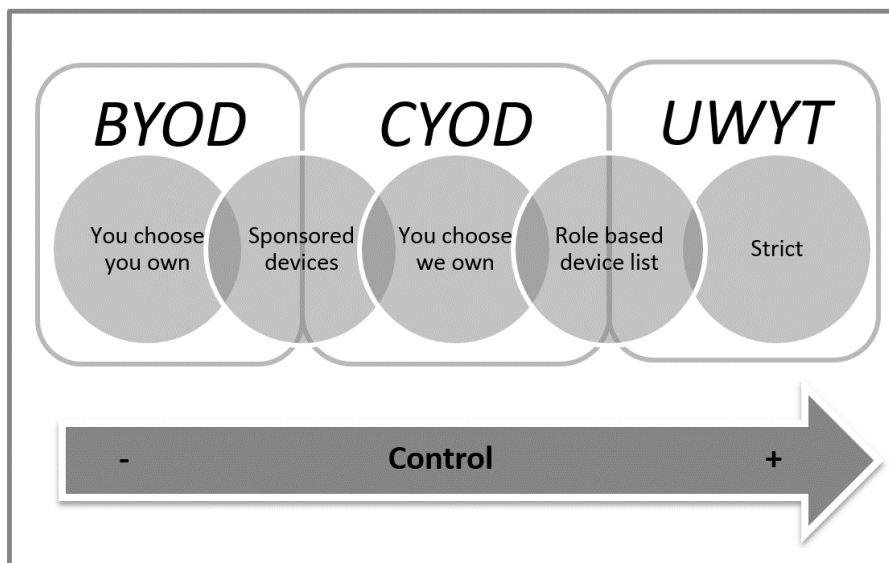 BYOD
CYOD
UWYT
You choose
you own
Sponsored
devices
You choose
we own
Role based
device list
Strict
- Control +